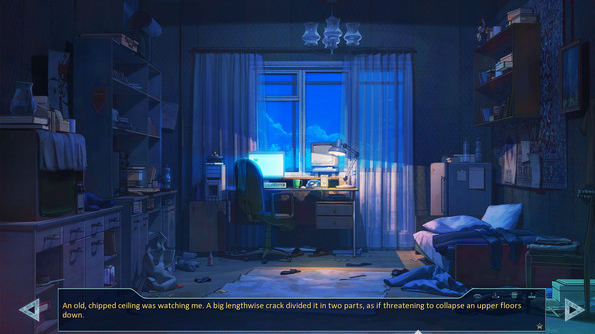 An old, chipped ceiling was watching me. A big lengthwise crack divided it in two parts, as if threatening to collapse an upper floors
down.